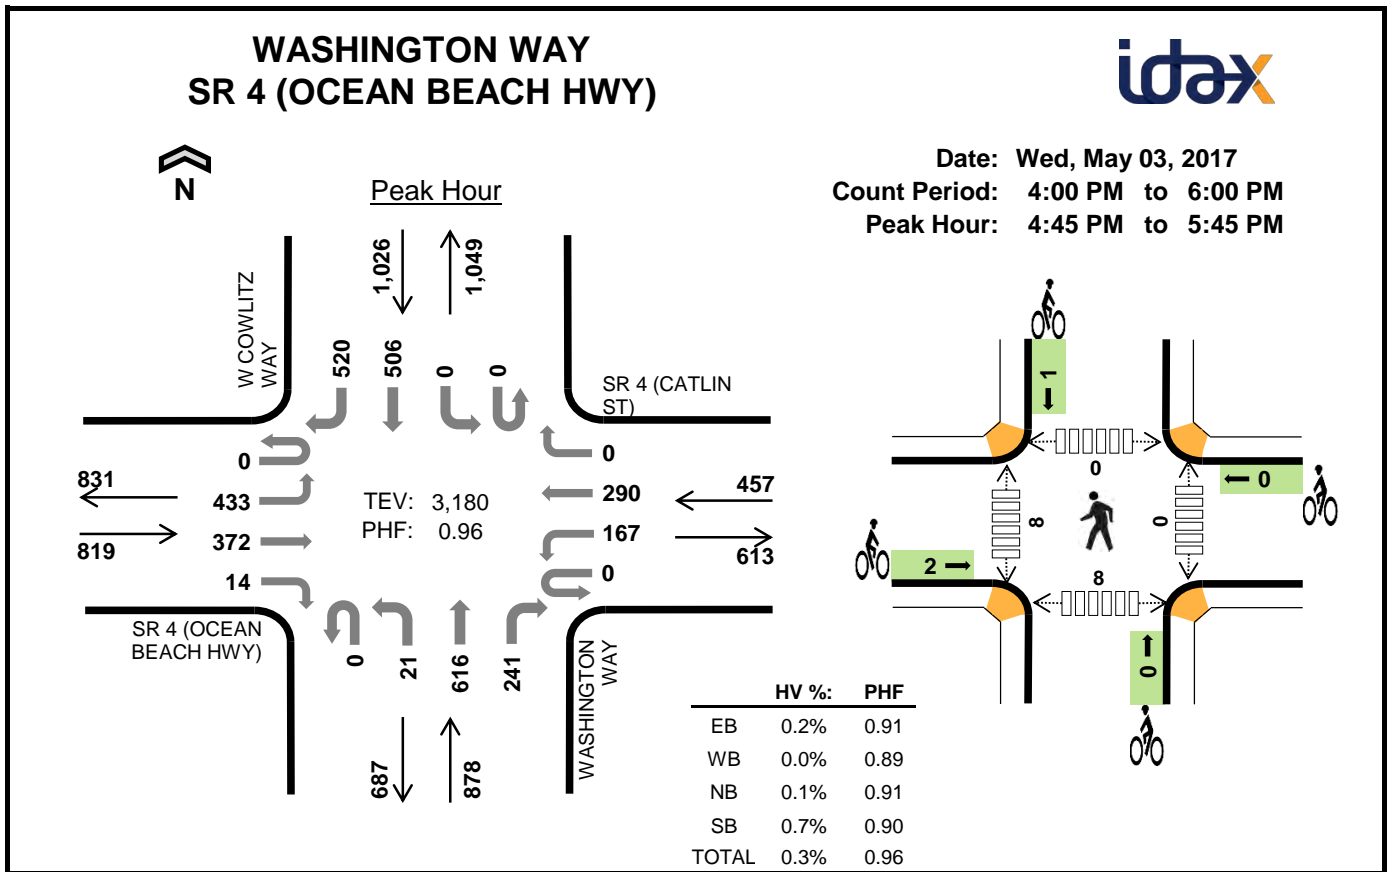 WASHINGTON WAY
SR 4 (OCEAN BEACH HWY)
idax
N
Peak Hour
Date: Wed, May 03, 2017
Count Period: 4:00 PM to 6:00 PM
Peak Hour: 4:45 PM to 5:45 PM
1,026
1,049
W COWLITZ
WAY
520
506
0
0
SR 4 (CATLIN
ST)
0
433
372
14
831
819
TEV: 3,180
PHF: 0.96
0
290
167
0
457
613
SR 4 (OCEAN
BEACH HWY)
0
21
616
241
WASHINGTON
WAY
687
878
1
0
0
8
0
2
8
0
HV %: PHF
EB 0.2% 0.91
WB 0.0% 0.89
NB 0.1% 0.91
SB 0.7% 0.90
TOTAL 0.3% 0.96